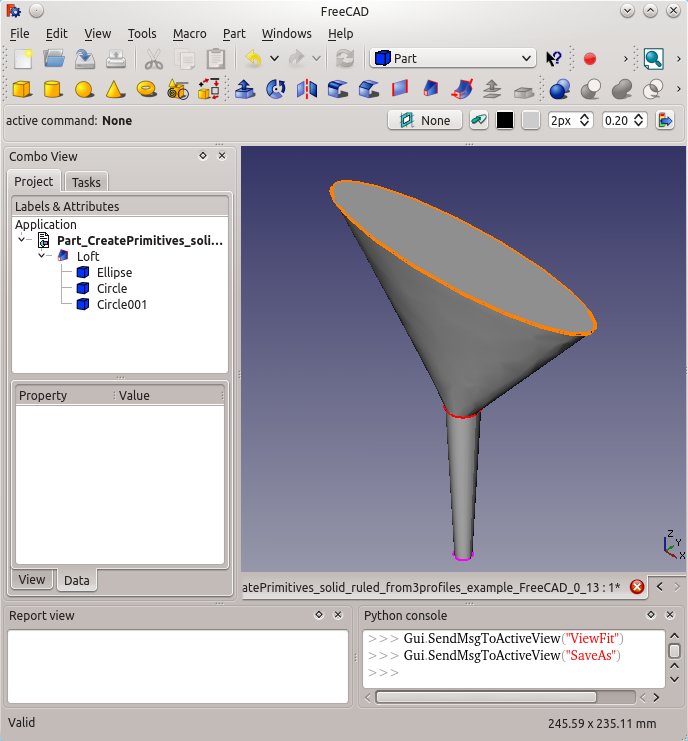 FreeCAD
File Edit View Tools Macro Part Windows Help
Part
active command: None
None
2px
0.20
Combo View
Project Tasks
Labels & Attributes
Application
Part_CreatePrimitives_soli...
Loft
Ellipse
Circle
Circle001
Property Value
View Data
Z
Y
X
atePrimitives_solid_ruled_from3profiles_example_FreeCAD_0_13 : 1*
Report view
Python console
>>> Gui.SendMsgToActiveView("ViewFit")
>>> Gui.SendMsgToActiveView("SaveAs")
>>>
Valid
245.59 x 235.11 mm